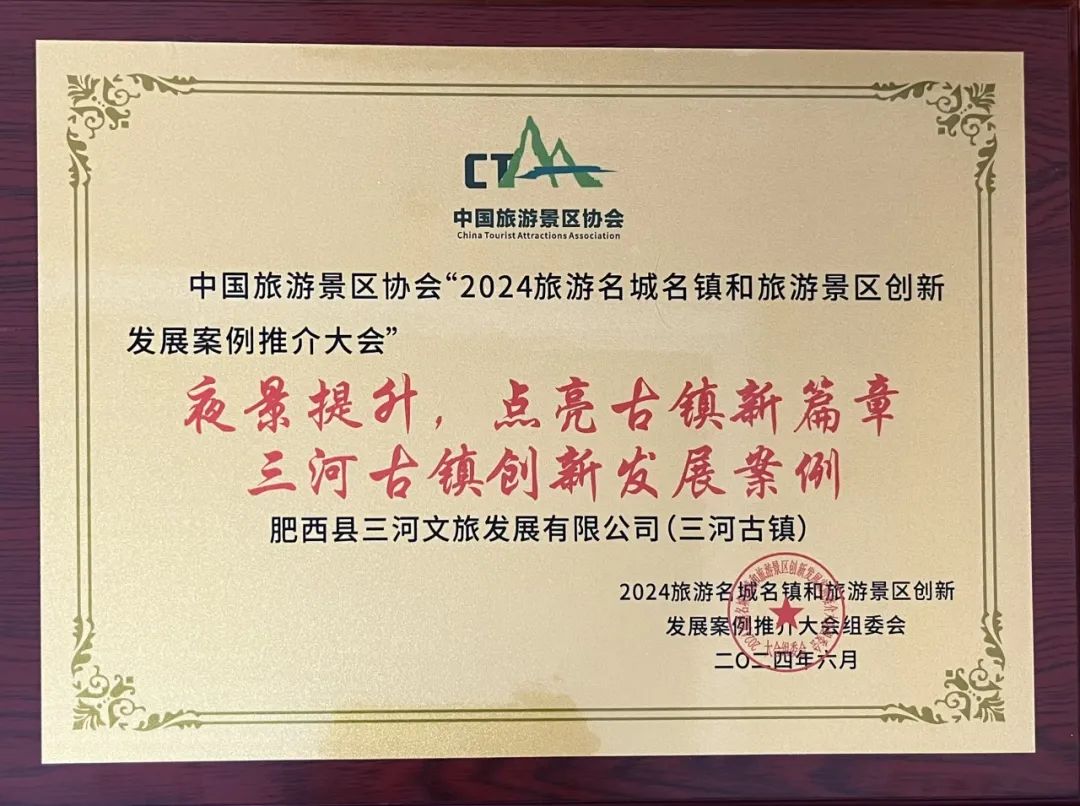 CTAA
中国旅游景区协会
China Tourist Attractions Association
中国旅游景区协会“2024旅游名城名镇和旅游景区创新
发展案例推介大会”
夜景提升，点亮古镇新篇章
三河古镇创新发展案例
肥西县三河文旅发展有限公司（三河古镇）
2024旅游名城名镇和旅游景区创新
发展案例推介大会组委会
二〇二四年六月
大会组委会